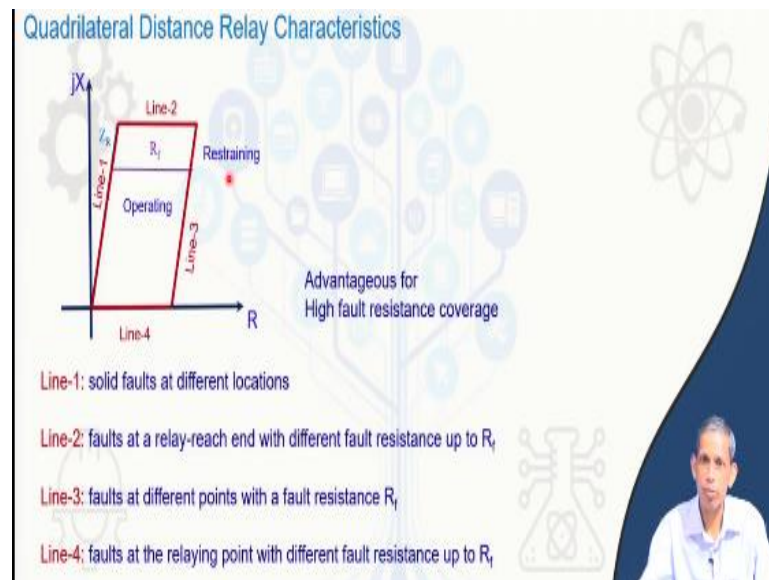 Quadrilateral Distance Relay Characteristics
jX
Line-2
Z_R
R_f
Restraining
Line-1
Operating
Line-3
Advantageous for
High fault resistance coverage
R
Line-4
Line-1: solid faults at different locations
Line-2: faults at a relay-reach end with different fault resistance up to R_f
Line-3: faults at different points with a fault resistance R_f
Line-4: faults at the relaying point with different fault resistance up to R_f